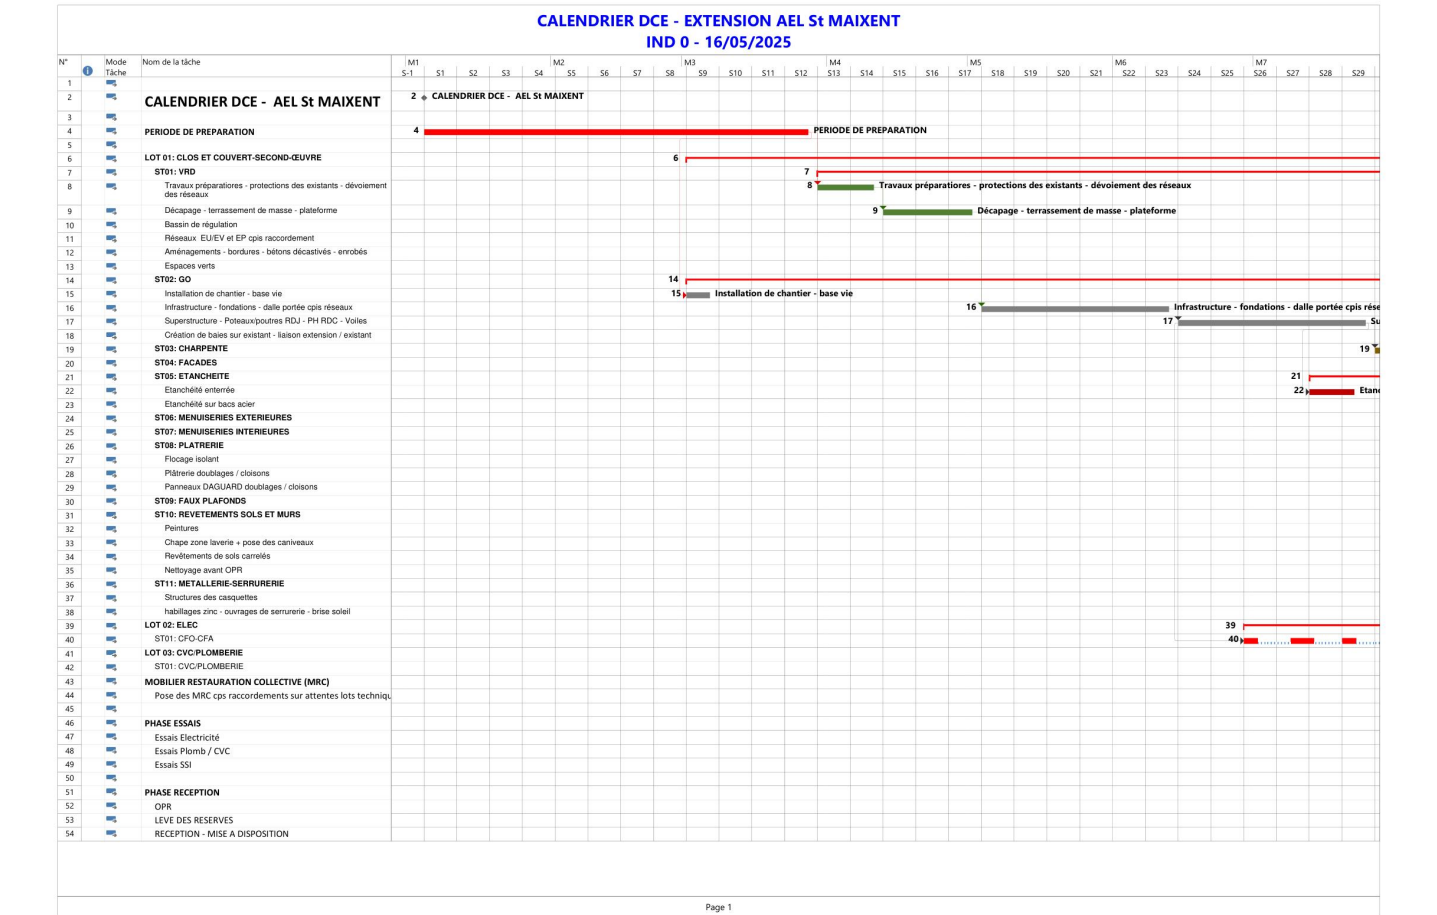 CALENDRIER DCE - EXTENSION AEL St MAIXENT
IND 0 - 16/05/2025
N° Mode Tâche Nom de la tâche
M1 M2 M3 M4 M5 M6 M7
S-1 S1 S2 S3 S4 S5 S6 S7 S8 S9 S10 S11 S12 S13 S14 S15 S16 S17 S18 S19 S20 S21 S22 S23 S24 S25 S26 S27 S28 S29
1
2 CALENDRIER DCE - AEL St MAIXENT 2 CALENDRIER DCE - AEL St MAIXENT
3
4 PERIODE DE PREPARATION 4 PERIODE DE PREPARATION
5
6 LOT 01: CLOS ET COUVERT-SECOND-ŒUVRE 6
7 ST01: VRD 7
8 Travaux préparatiores - protections des existants - dévoiement 8 Travaux préparatiores - protections des existants - dévoiement des réseaux
des réseaux
9 Décapage - terrassement de masse - plateforme 9 Décapage - terrassement de masse - plateforme
10 Bassin de régulation
11 Réseaux EU/EV et EP cpis raccordement
12 Aménagements - bordures - bétons décastivés - enrobés
13 Espaces verts
14 ST02: GO 14
15 Installation de chantier - base vie 15 Installation de chantier - base vie
16 Infrastructure - fondations - dalle portée cpis réseaux 16 Infrastructure - fondations - dalle portée cpis rése
17 Superstructure - Poteaux/poutres RDJ - PH RDC - Voiles 17 Su
18 Création de baies sur existant - liaison extension / existant
19 ST03: CHARPENTE 19
20 ST04: FACADES
21 ST05: ETANCHEITE 21
22 Etanchéité enterrée 22 Etanc
23 Etanchéité sur bacs acier
24 ST06: MENUISERIES EXTERIEURES
25 ST07: MENUISERIES INTERIEURES
26 ST08: PLATRERIE
27 Flocage isolant
28 Plâtrerie doublages / cloisons
29 Panneaux DAGUARD doublages / cloisons
30 ST09: FAUX PLAFONDS
31 ST10: REVETEMENTS SOLS ET MURS
32 Peintures
33 Chape zone laverie + pose des caniveaux
34 Revêtements de sols carrelés
35 Nettoyage avant OPR
36 ST11: METALLERIE-SERRURERIE
37 Structures des casquettes
38 habillages zinc - ouvrages de serrurerie - brise soleil
39 LOT 02: ELEC 39
40 ST01: CFO-CFA 40
41 LOT 03: CVC/PLOMBERIE
42 ST01: CVC/PLOMBERIE
43 MOBILIER RESTAURATION COLLECTIVE (MRC)
44 Pose des MRC cps raccordements sur attentes lots techniqu
45
46 PHASE ESSAIS
47 Essais Electricité
48 Essais Plomb / CVC
49 Essais SSI
50
51 PHASE RECEPTION
52 OPR
53 LEVE DES RESERVES
54 RECEPTION - MISE A DISPOSITION
Page 1